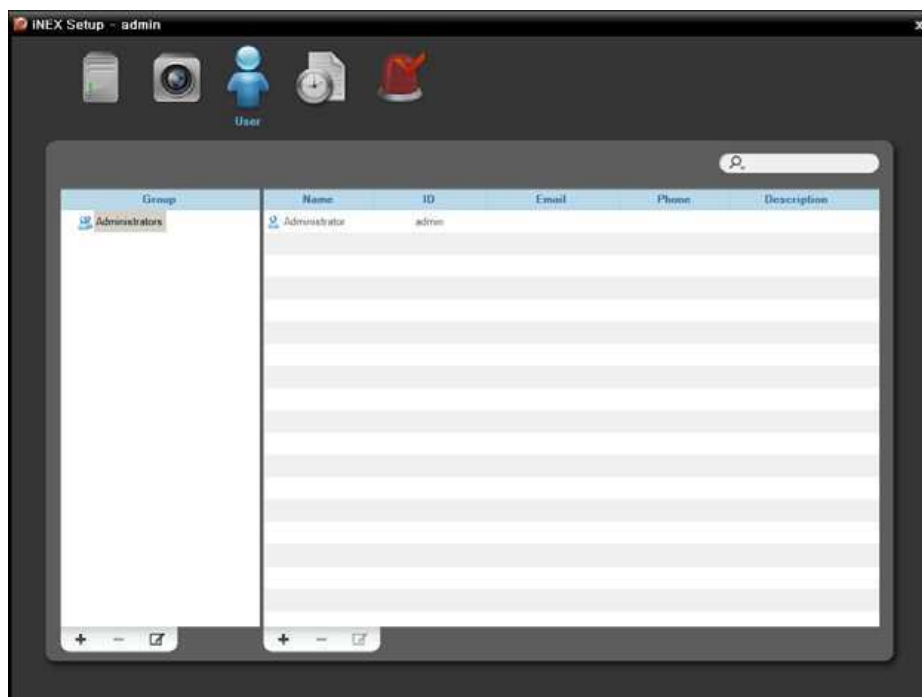 iNEX Setup - admin
User
Group
Name ID Email Phone Description
Administrators
Administrator admin